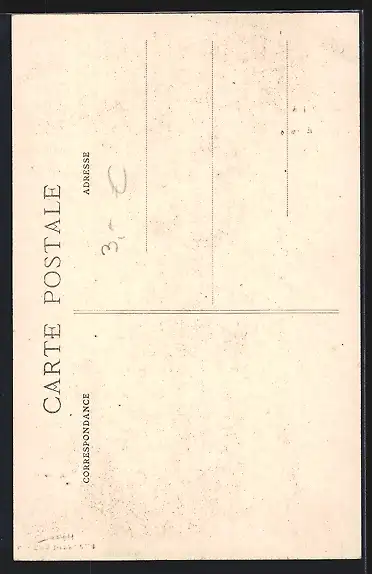 CARTE POSTALE
CORRESPONDANCE
ADRESSE
3,- €